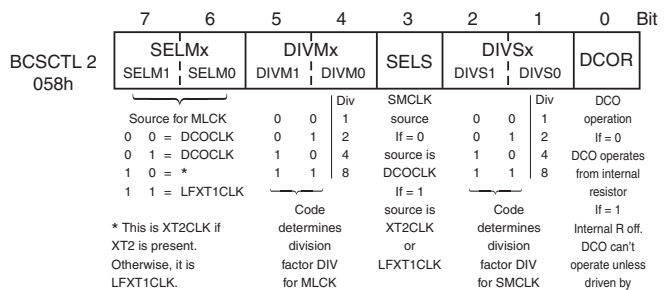 7 6 5 4 3 2 1 0 Bit
BCSCTL 2
058h
SELMx DIVMx SELS DIVSx DCOR
SELM1 SELM0 DIVM1 DIVM0 DIVS1 DIVS0
Source for MLCK
0 0 = DCOCLK
0 1 = DCOCLK
1 0 = *
1 1 = LFXT1CLK
* This is XT2CLK if
XT2 is present.
Otherwise, it is
LFXT1CLK.
Div
0 0 1
0 1 2
1 0 4
1 1 8
Code
determines
division
factor DIV
for MLCK
SMCLK
source
If = 0
source is
DCOCLK
If = 1
source is
XT2CLK
or
LFXT1CLK
Div
0 0 1
0 1 2
1 0 4
1 1 8
Code
determines
division
factor DIV
for SMCLK
DCO
operation
If = 0
DCO operates
from internal
resistor
If = 1
Internal R off.
DCO can't
operate unless
driven by